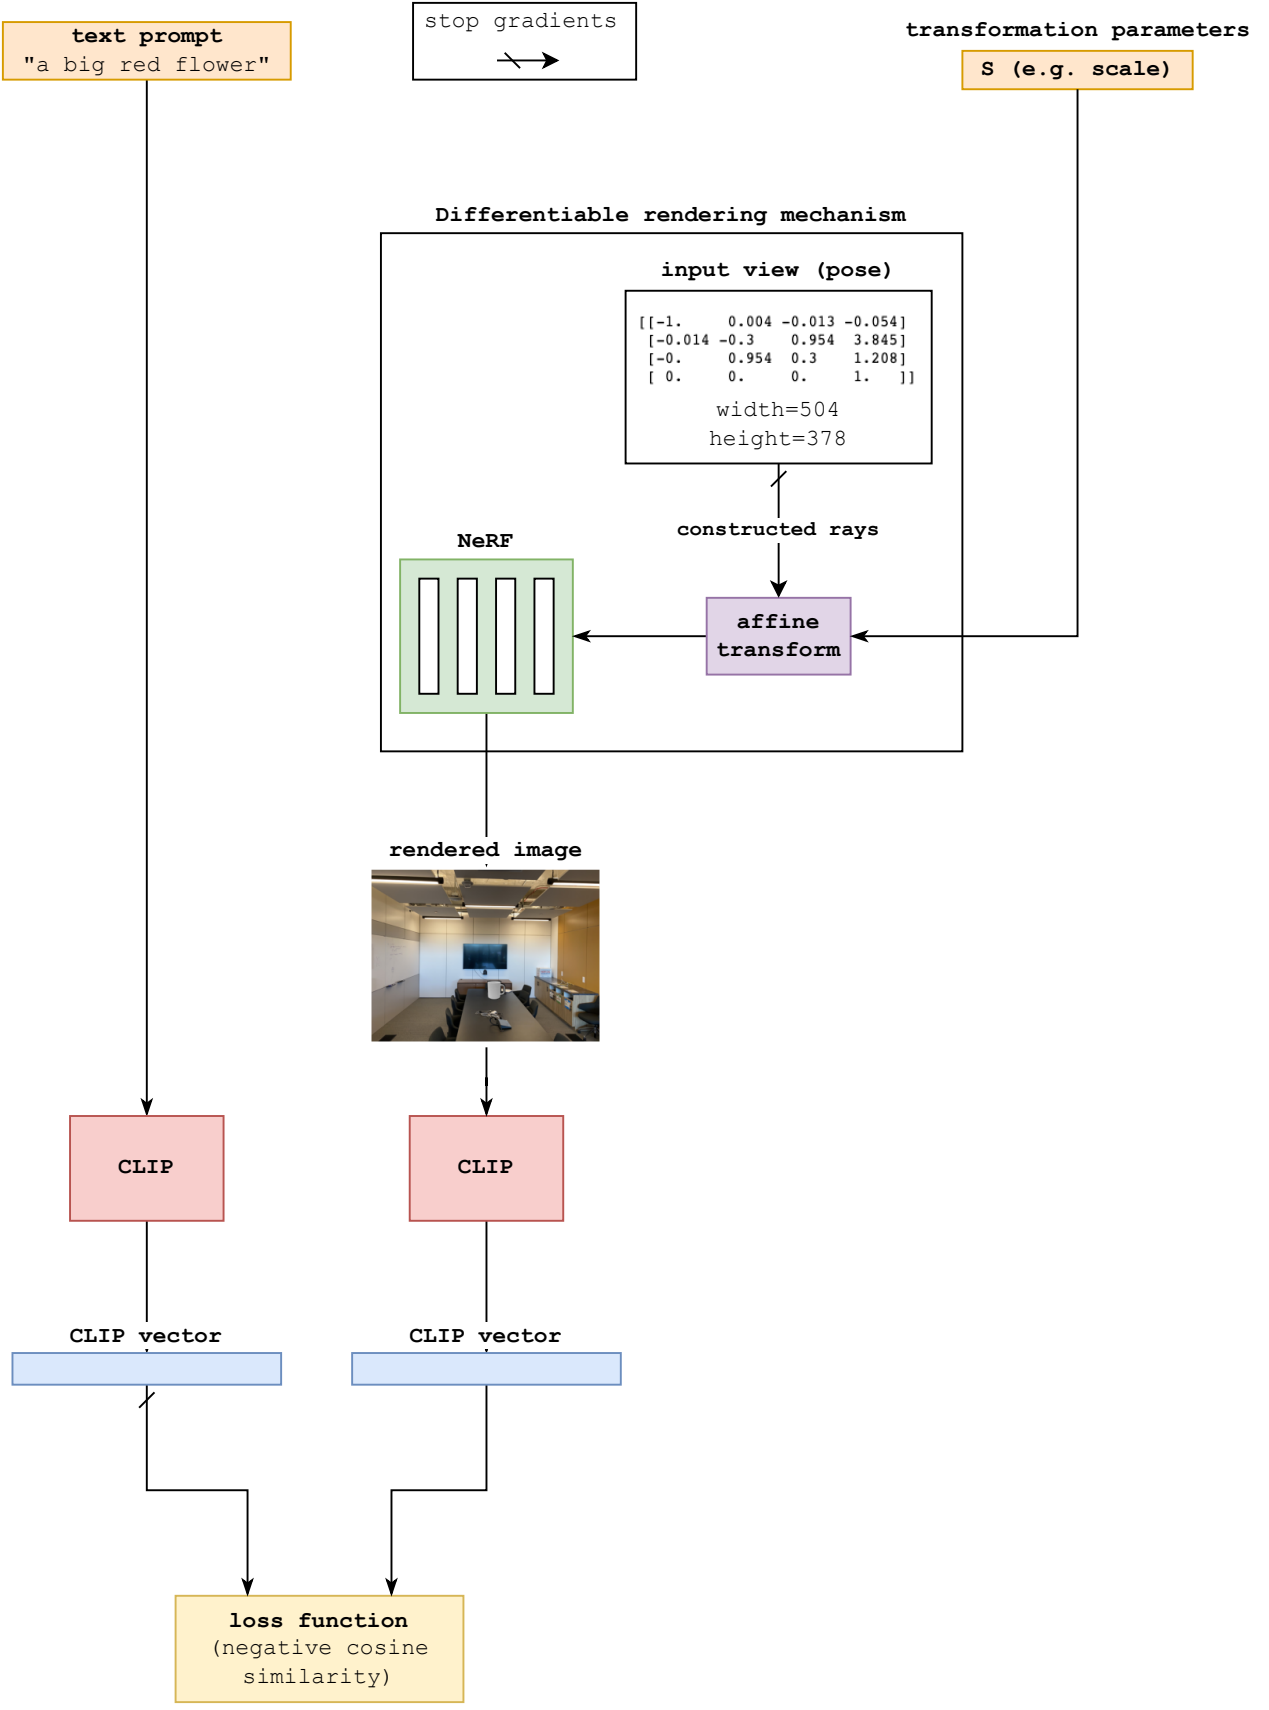 text prompt
"a big red flower"
stop gradients
transformation parameters
S (e.g. scale)
Differentiable rendering mechanism
input view (pose)
[[-1. 0.004 -0.013 -0.054]
[-0.014 -0.3 0.954 3.845]
[-0. 0.954 0.3 1.208]
[ 0. 0. 0. 1. ]]
width=504
height=378
constructed rays
NeRF
affine
transform
rendered image
CLIP
CLIP
CLIP vector
CLIP vector
loss function
(negative cosine
similarity)